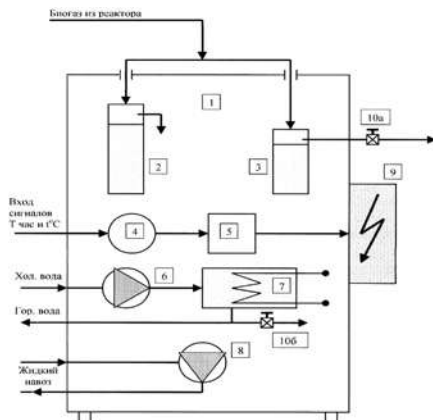 Биогаз из реактора
1
10а
2
3
9
Вход
сигналов
Т час и t°С
4
5
Хол. вода
6
7
Гор. вода
10б
8
Жидкий
навоз